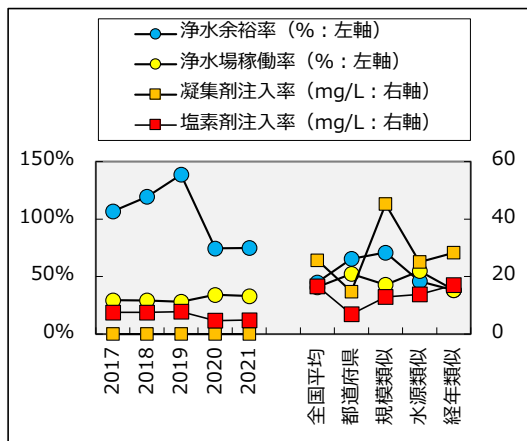 浄水余裕率（%：左軸）
浄水場稼働率（%：左軸）
凝集剤注入率（mg/L：右軸）
塩素剤注入率（mg/L：右軸）
150%
100%
50%
0%
60
40
20
0
2017
2018
2019
2020
2021
全国平均
都道府県
規模類似
水源類似
経年類似